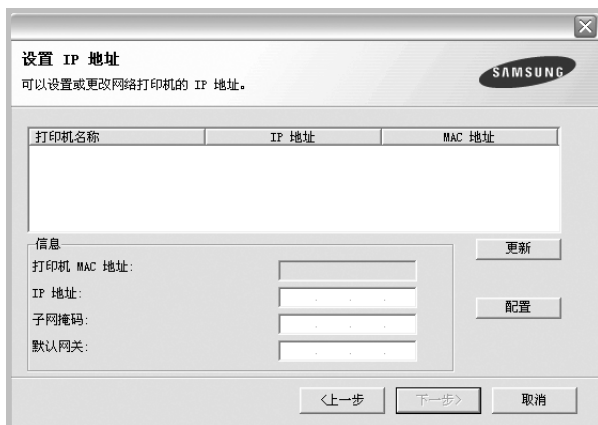 设置 IP 地址
可以设置或更改网络打印机的 IP 地址。
SAMSUNG
打印机名称 IP 地址 MAC 地址
信息
更新
打印机 MAC 地址:
IP 地址:
配置
子网掩码:
默认网关:
<上一步 下一步> 取消